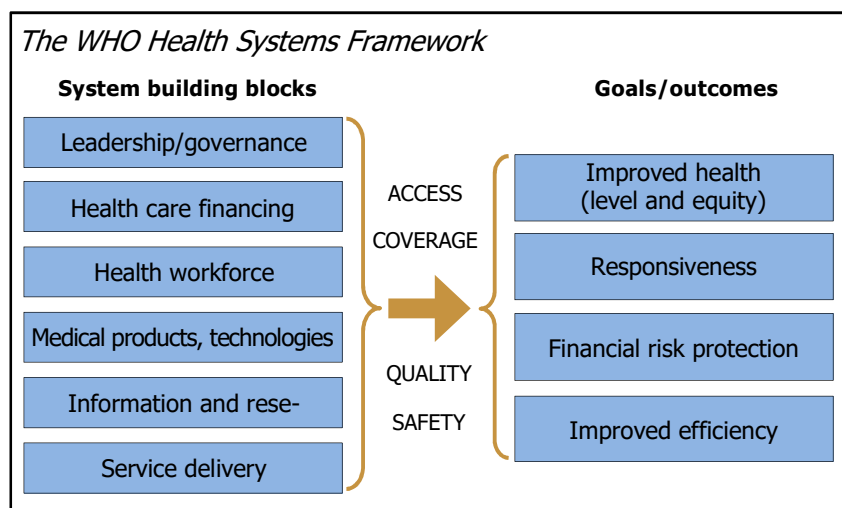 The WHO Health Systems Framework
System building blocks
Leadership/governance
Health care financing
Health workforce
Medical products, technologies
Information and rese-
Service delivery
ACCESS
COVERAGE
QUALITY
SAFETY
Goals/outcomes
Improved health
(level and equity)
Responsiveness
Financial risk protection
Improved efficiency